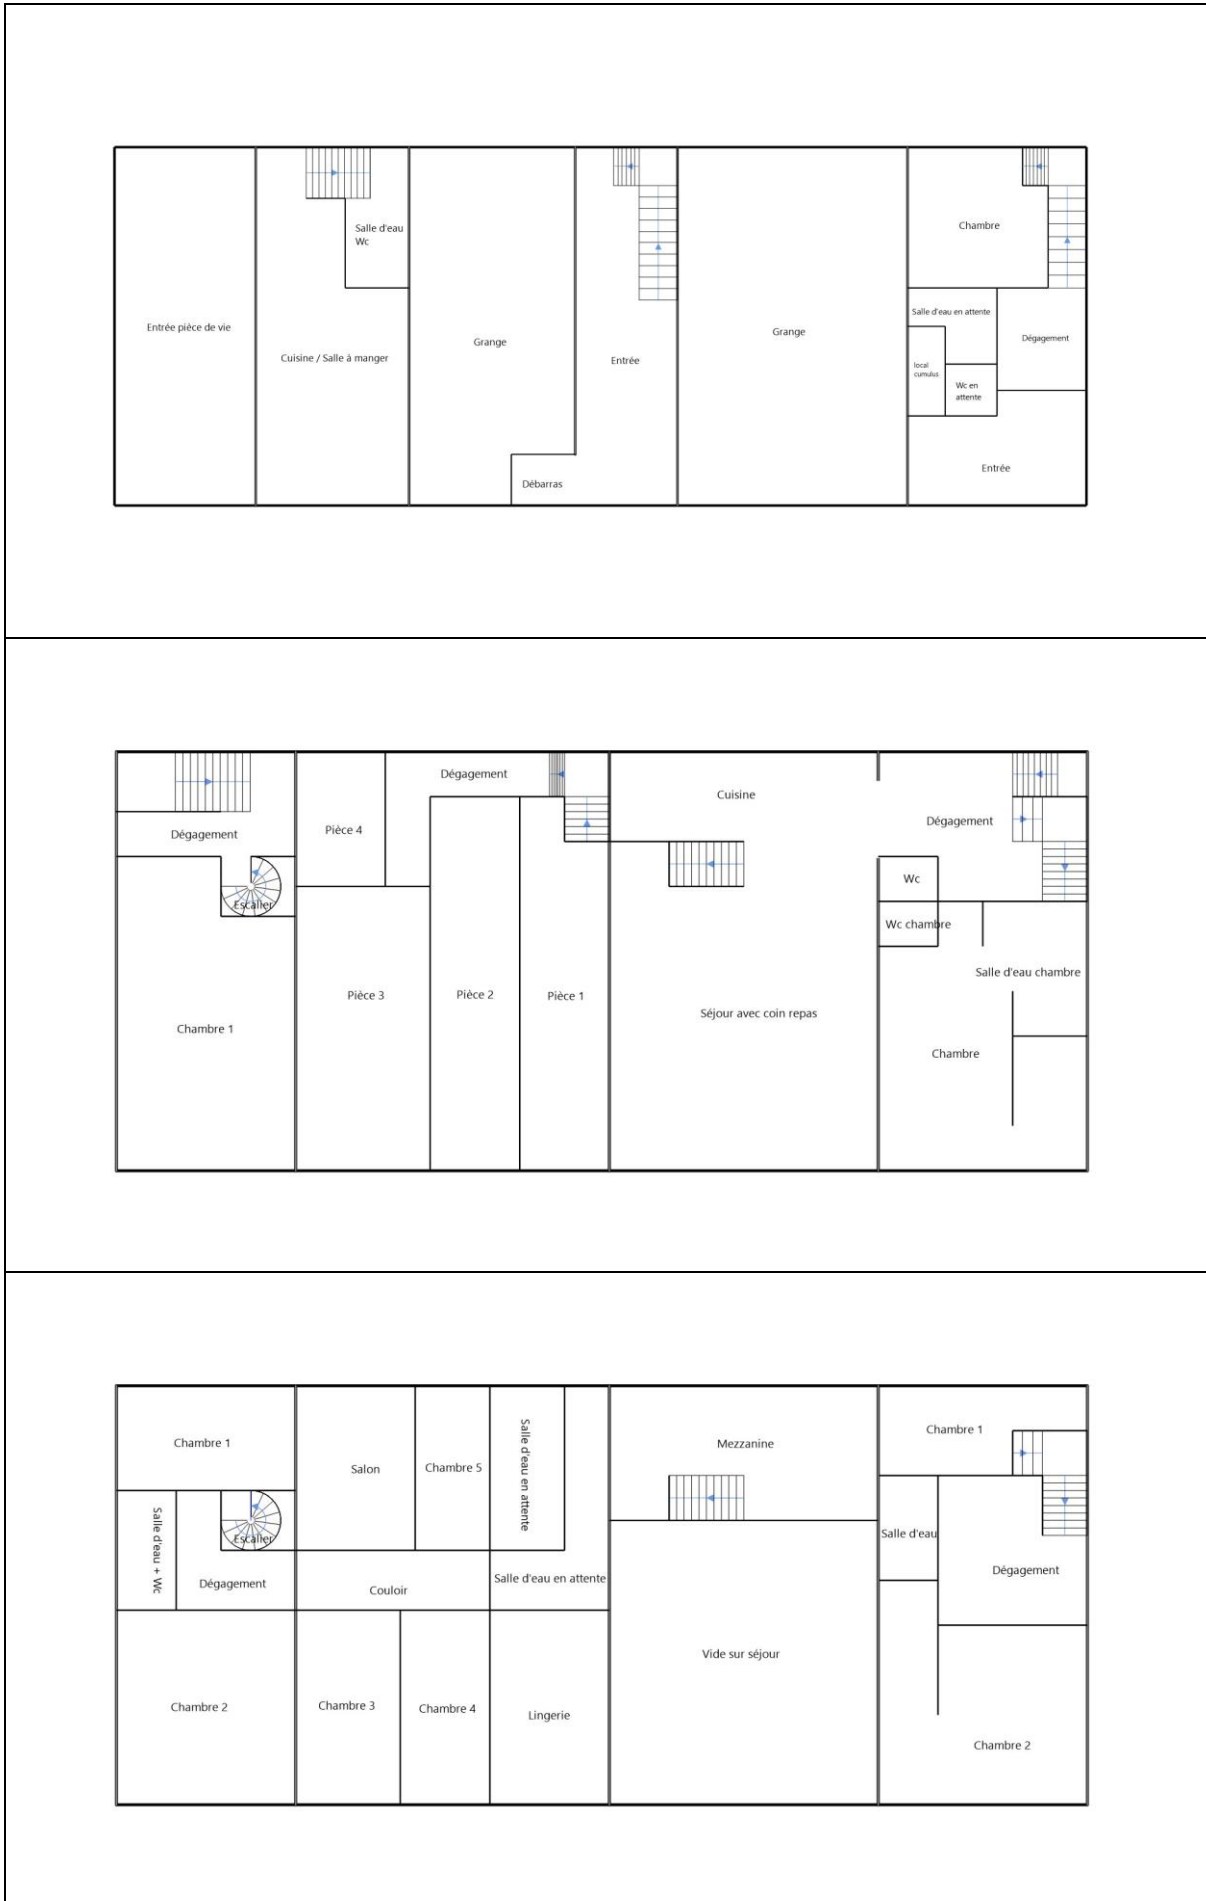 Salle d'eau
Wc
Chambre
Entrée pièce de vie
Cuisine / Salle à manger
Grange
Entrée
Grange
Salle d'eau en attente
Dégagement
local
cumulus
Wc en
attente
Débarras
Entrée
Dégagement
Pièce 4
Dégagement
Cuisine
Dégagement
Escalier
Wc
Wc chambre
Salle d'eau chambre
Chambre 1
Pièce 3
Pièce 2
Pièce 1
Séjour avec coin repas
Chambre
Chambre 1
Salon
Chambre 5
Salle d'eau en attente
Mezzanine
Chambre 1
Salle d'eau + Wc
Escalier
Dégagement
Couloir
Salle d'eau en attente
Salle d'eau
Dégagement
Chambre 2
Chambre 3
Chambre 4
Lingerie
Vide sur séjour
Chambre 2